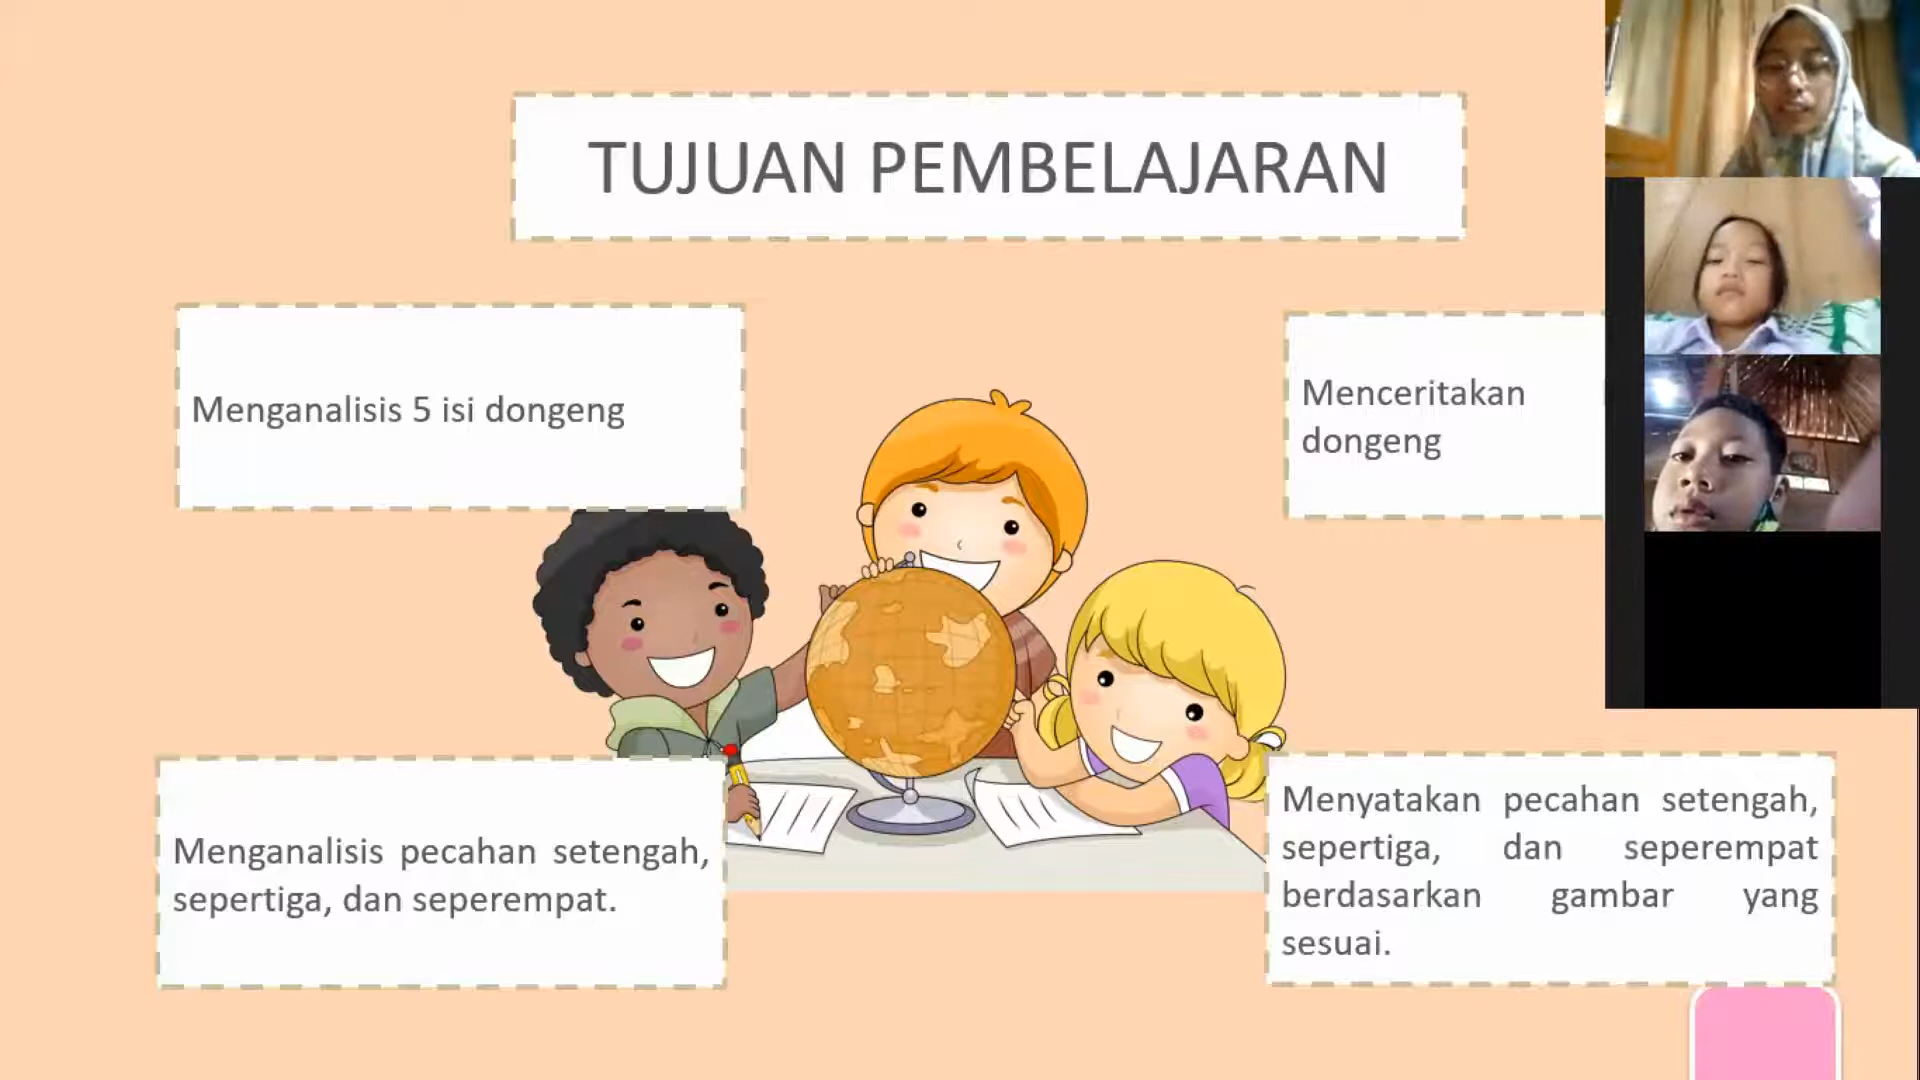 TUJUAN PEMBELAJARAN
Menganalisis 5 isi dongeng
Menceritakan
dongeng
Menganalisis pecahan setengah,
sepertiga, dan seperempat.
Menyatakan pecahan setengah,
sepertiga, dan seperempat
berdasarkan gambar yang
sesuai.